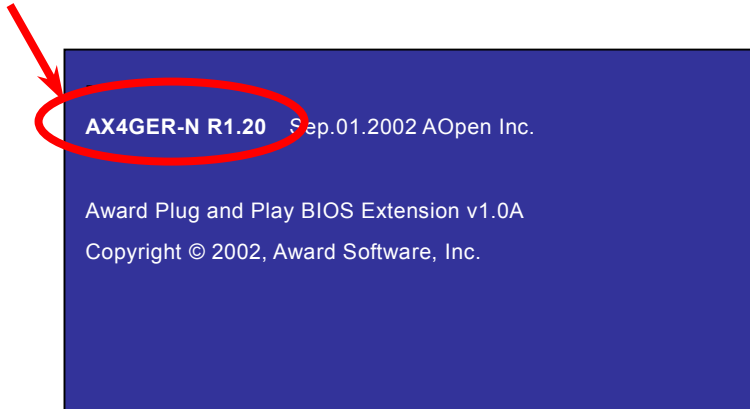 AX4GER-N R1.20 Sep.01.2002 AOpen Inc.
Award Plug and Play BIOS Extension v1.0A
Copyright © 2002, Award Software, Inc.